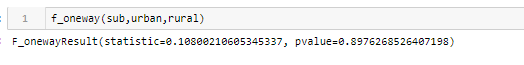 1 f_oneway(sub,urban,rural)
F_onewayResult(statistic=0.10800210605345337, pvalue=0.8976268526407198)